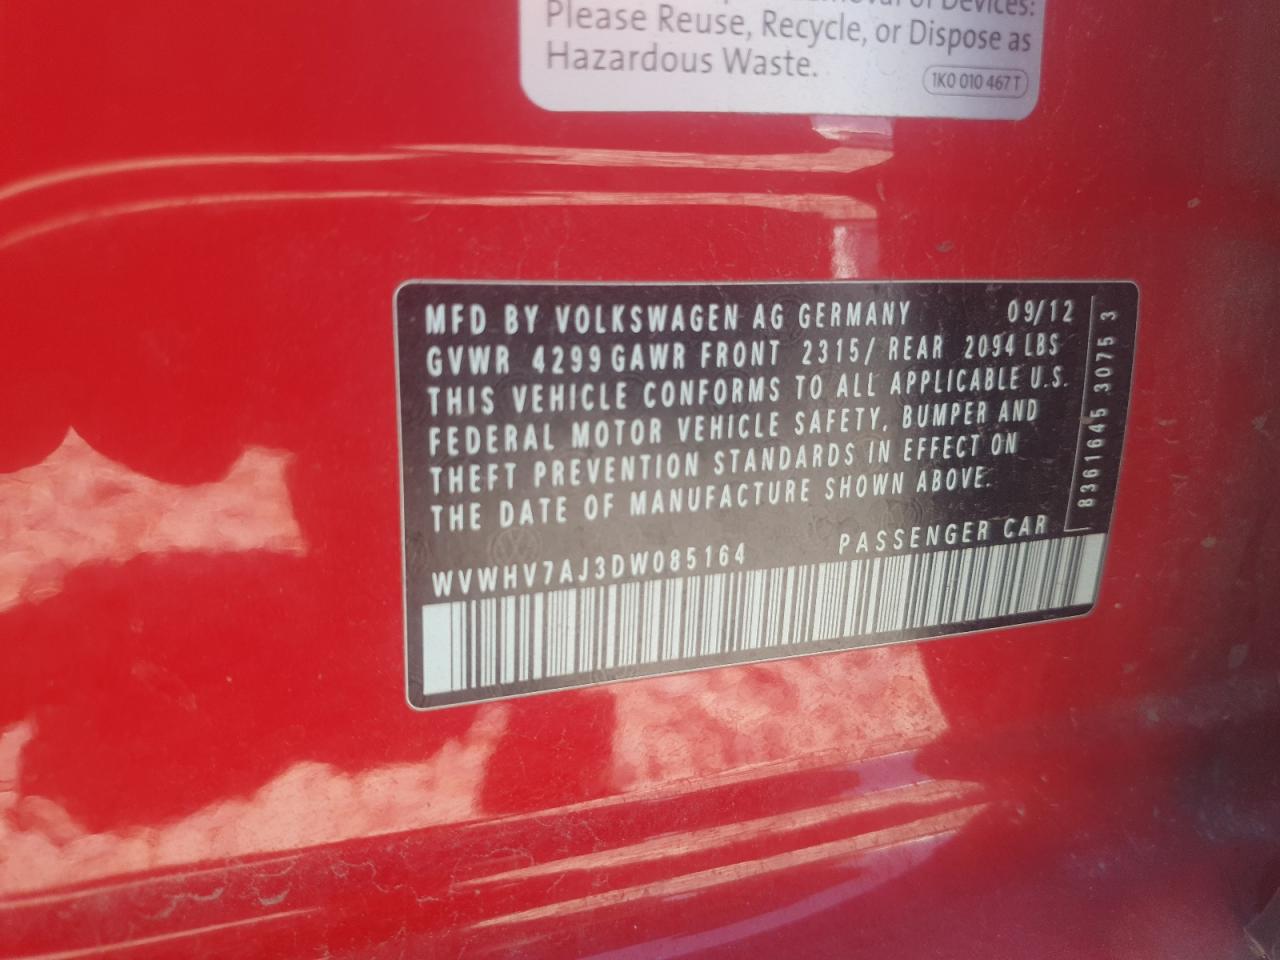 Please Reuse, Recycle, or Dispose as
Hazardous Waste.
1K0 010 467 T
MFD BY VOLKSWAGEN AG GERMANY 09/12
GVWR 4299 GAWR FRONT 2315/ REAR 2094 LBS
THIS VEHICLE CONFORMS TO ALL APPLICABLE U.S.
FEDERAL MOTOR VEHICLE SAFETY, BUMPER AND
THEFT PREVENTION STANDARDS IN EFFECT ON
THE DATE OF MANUFACTURE SHOWN ABOVE.
WVWHV7AJ3DW085164 PASSENGER CAR
8361645 3075 3